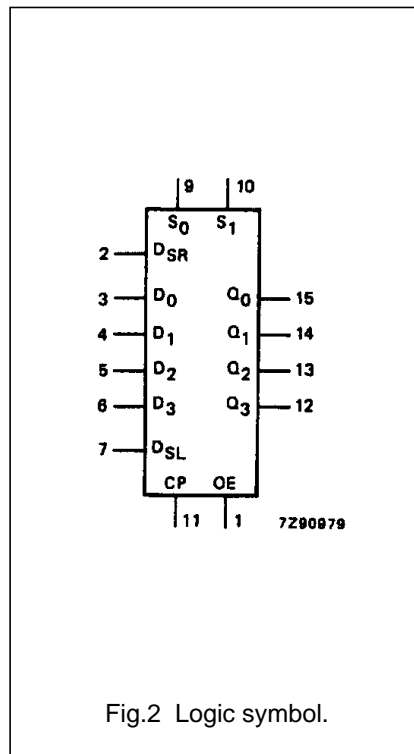 9 10
S0 S1
2 DSR
3 D0 Q0 15
4 D1 Q1 14
5 D2 Q2 13
6 D3 Q3 12
7 DSL
CP OE
11 1 7Z90979
Fig.2 Logic symbol.